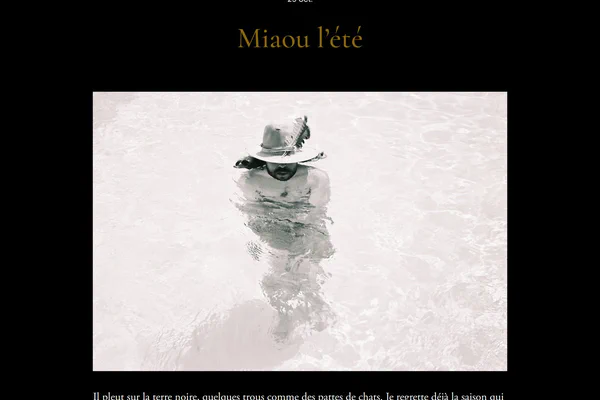 Miaou l'été
Il pleut sur la terre noire, quelques trous comme des pattes de chats. Je regrette déjà la saison qui